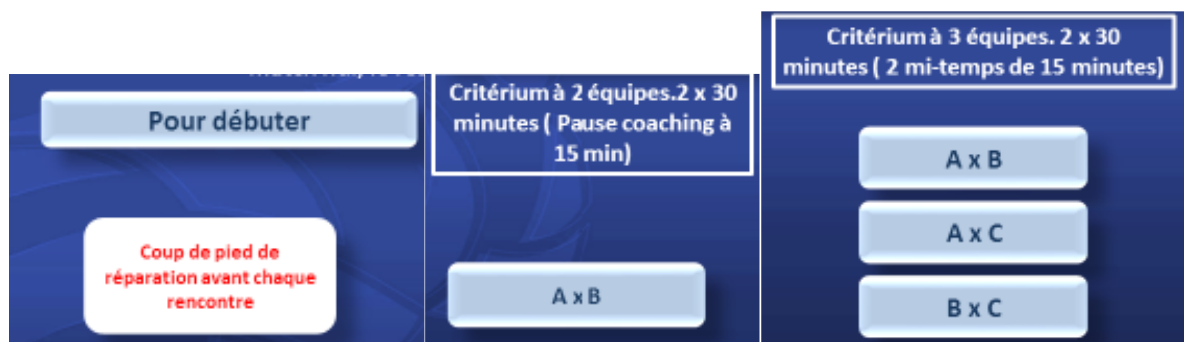 Pour débuter
Coup de pied de
réparation avant chaque
rencontre
Critérium à 2 équipes.2 x 30
minutes ( Pause coaching à
15 min)
A x B
Critérium à 3 équipes. 2 x 30
minutes ( 2 mi-temps de 15 minutes)
A x B
A x C
B x C